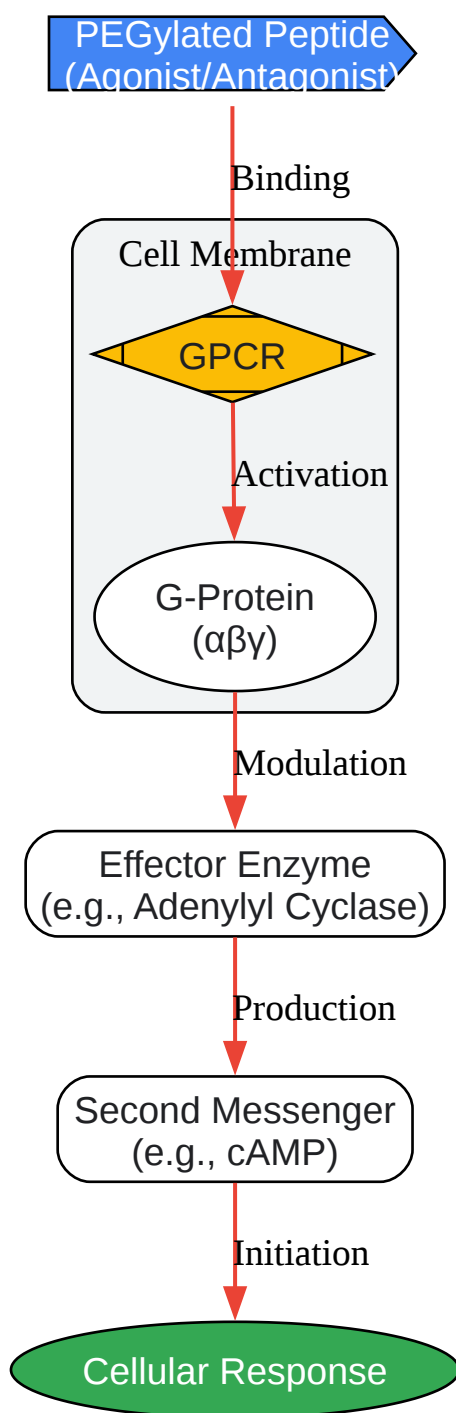 PEGylated Peptide
(Agonist/Antagonist)
Binding
Cell Membrane
GPCR
Activation
G-Protein
(αβγ)
Modulation
Effector Enzyme
(e.g., Adenylyl Cyclase)
Production
Second Messenger
(e.g., cAMP)
Initiation
Cellular Response